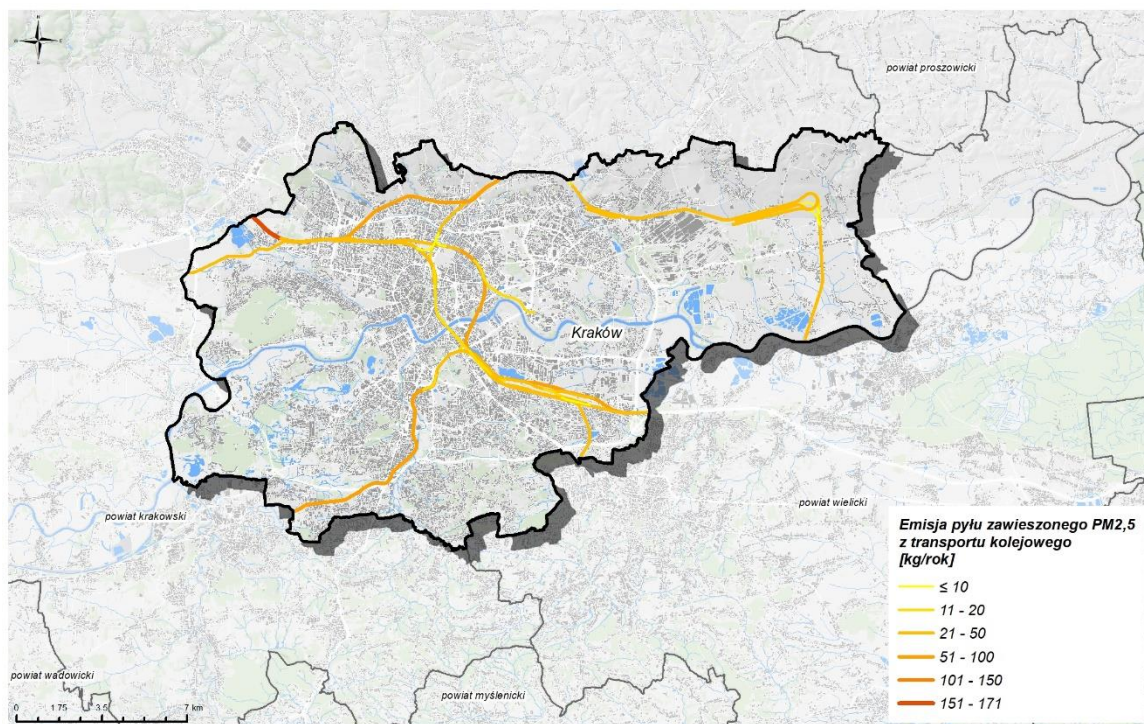 powiat proszowicki
Kraków
powiat krakowski
powiat wielicki
Emisja pyłu zawieszonego PM2,5
z transportu kolejowego
[kg/rok]
≤ 10
11 - 20
21 - 50
51 - 100
101 - 150
151 - 171
powiat wadowicki
powiat myślenicki
0 1.75 3.5 7 km